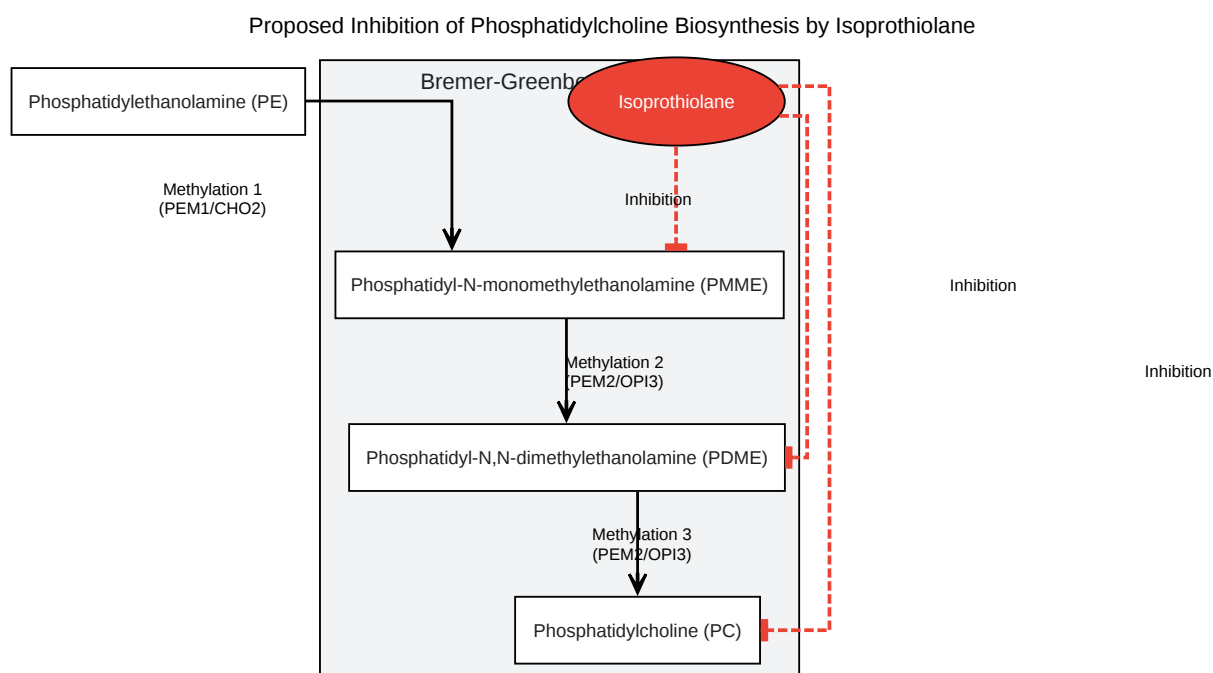 Proposed Inhibition of Phosphatidylcholine Biosynthesis by Isoprothiolane
Phosphatidylethanolamine (PE)
Isoprothiolane
Methylation 1
(PEM1/CHO2)
Inhibition
Phosphatidyl-N-monomethylethanolamine (PMME)
Inhibition
Methylation 2
(PEM2/OPI3)
Inhibition
Phosphatidyl-N,N-dimethylethanolamine (PDME)
Methylation 3
(PEM2/OPI3)
Phosphatidylcholine (PC)